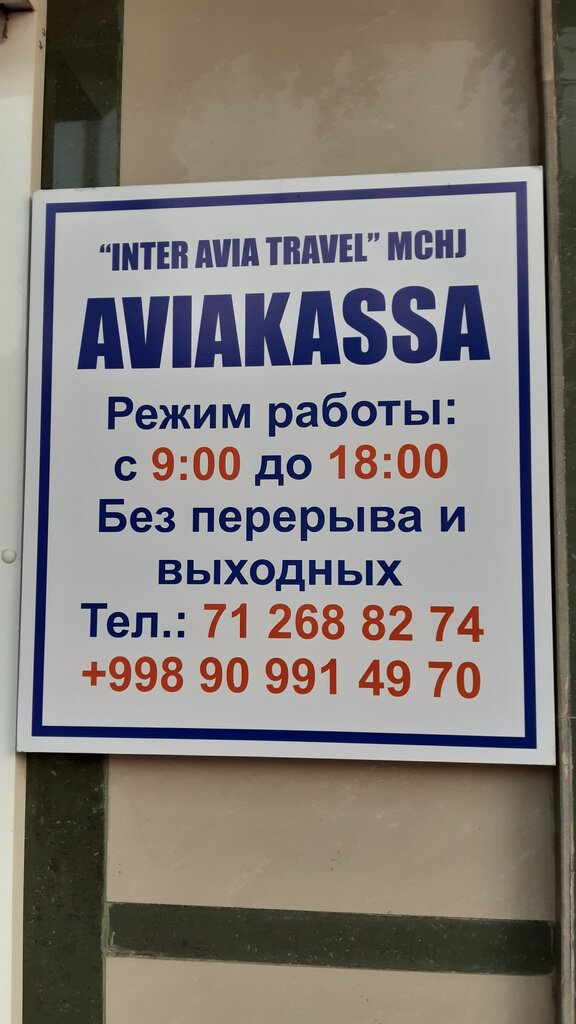 “INTER AVIA TRAVEL” MCHJ
AVIAKASSA
Режим работы:
с 9:00 до 18:00
Без перерыва и
выходных
Тел.: 71 268 82 74
+998 90 991 49 70